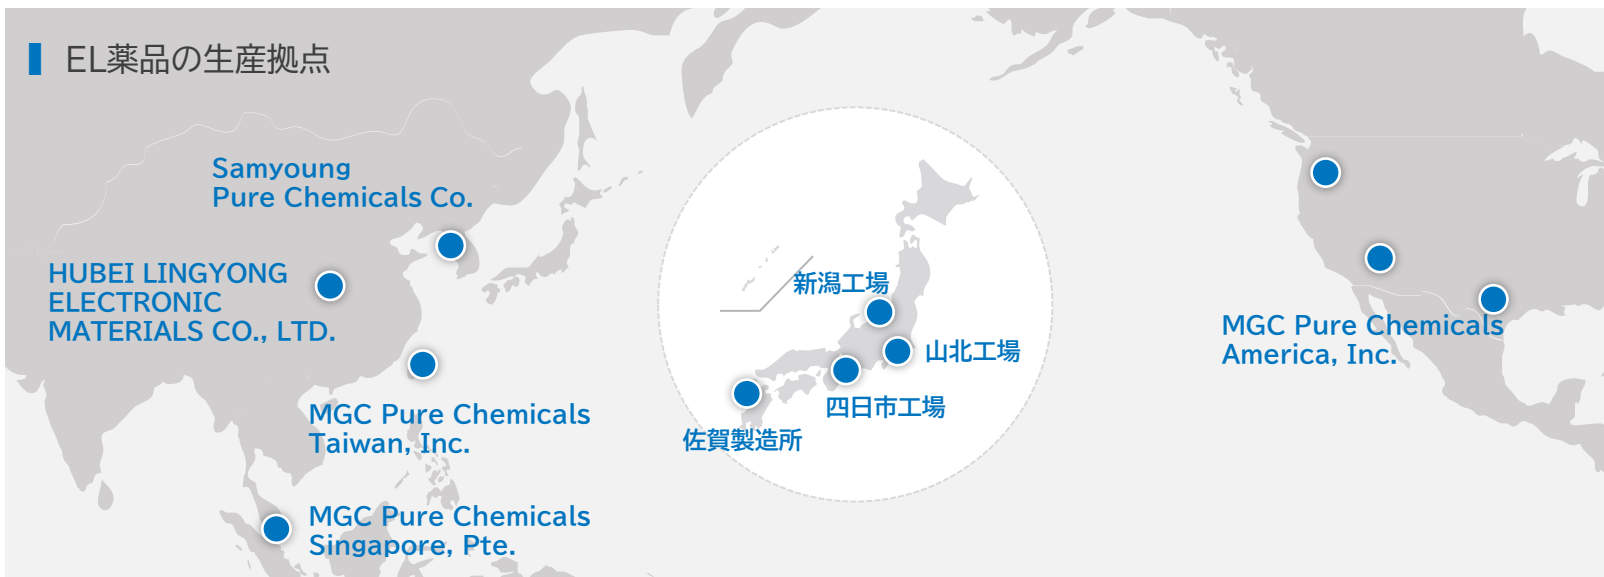 EL薬品の生産拠点
Samyoung
Pure Chemicals Co.
HUBEI LINGYONG
ELECTRONIC
MATERIALS CO., LTD.
MGC Pure Chemicals
Taiwan, Inc.
MGC Pure Chemicals
Singapore, Pte.
新潟工場
山北工場
四日市工場
佐賀製造所
MGC Pure Chemicals
America, Inc.